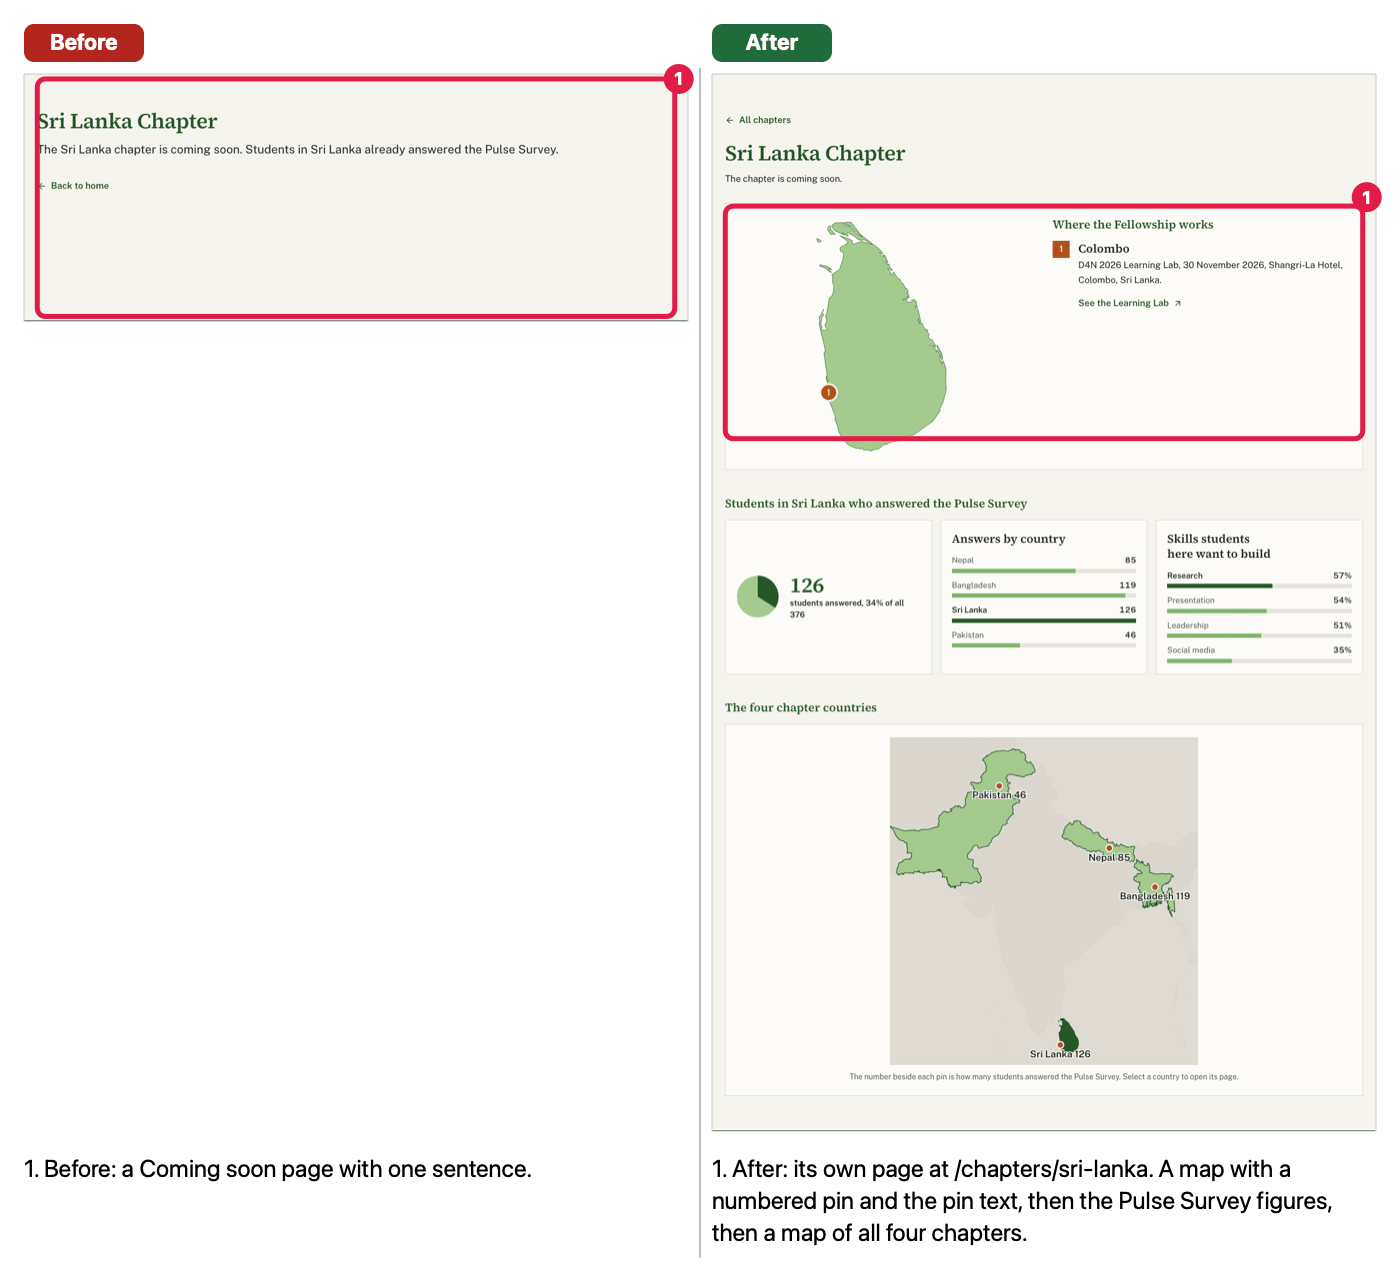 Before
1
Sri Lanka Chapter
The Sri Lanka chapter is coming soon. Students in Sri Lanka already answered the Pulse Survey.
← Back to home
1. Before: a Coming soon page with one sentence.
After
← All chapters
Sri Lanka Chapter
The chapter is coming soon.
1
1
Where the Fellowship works
1 Colombo
D4N 2026 Learning Lab, 30 November 2026, Shangri-La Hotel,
Colombo, Sri Lanka.
See the Learning Lab ↗
Students in Sri Lanka who answered the Pulse Survey
126
students answered, 34% of all
376
Answers by country
Nepal 85
Bangladesh 119
Sri Lanka 126
Pakistan 46
Skills students
here want to build
Research 57%
Presentation 54%
Leadership 51%
Social media 35%
The four chapter countries
Pakistan 46
Nepal 85
Bangladesh 119
Sri Lanka 126
The number beside each pin is how many students answered the Pulse Survey. Select a country to open its page.
1. After: its own page at /chapters/sri-lanka. A map with a
numbered pin and the pin text, then the Pulse Survey figures,
then a map of all four chapters.